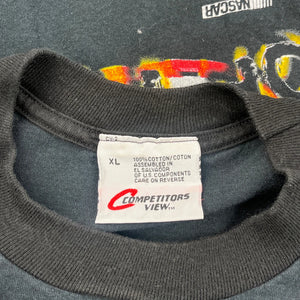 NASCAR
XL
100% COTTON/COTON
ASSEMBLED IN
EL SALVADOR
OF U.S. COMPONENTS
CARE ON REVERSE
COMPETITORS
VIEW